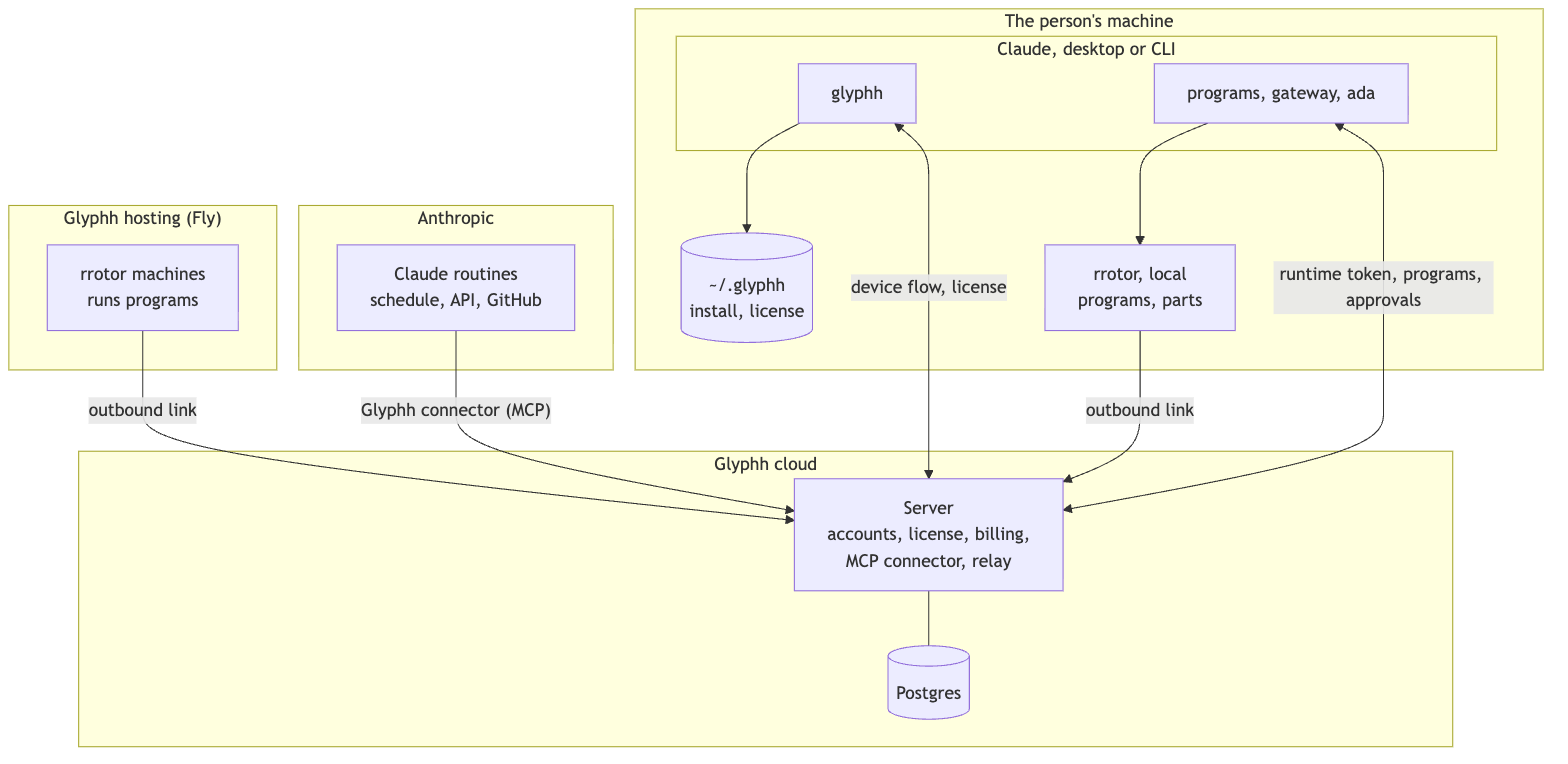 The person's machine
Claude, desktop or CLI
glyphh
programs, gateway, ada
Glyphh hosting (Fly)
rrotor machines
runs programs
Anthropic
Claude routines
schedule, API, GitHub
~/.glyphh
install, license
device flow, license
rrotor, local
programs, parts
runtime token, programs,
approvals
outbound link
Glyphh connector (MCP)
outbound link
Glyphh cloud
Server
accounts, license, billing,
MCP connector, relay
Postgres